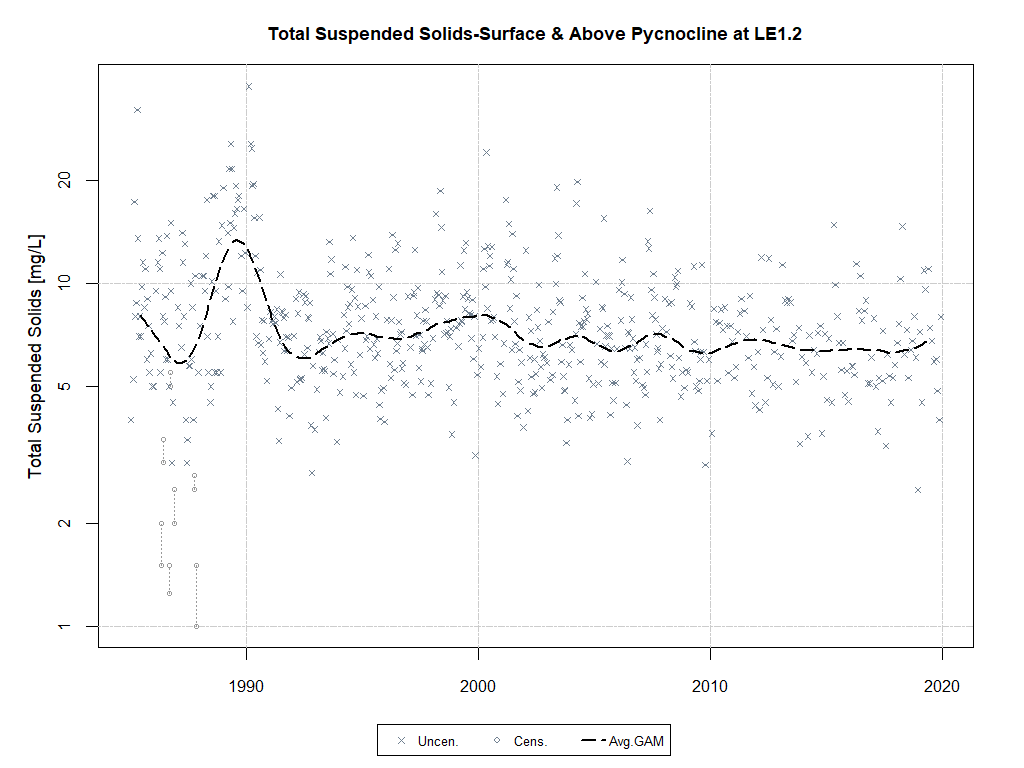 Total Suspended Solids-Surface & Above Pycnocline at LE1.2
Total Suspended Solids [mg/L]
20
10
5
2
1
1990 2000 2010 2020
Uncen. Cens. Avg.GAM